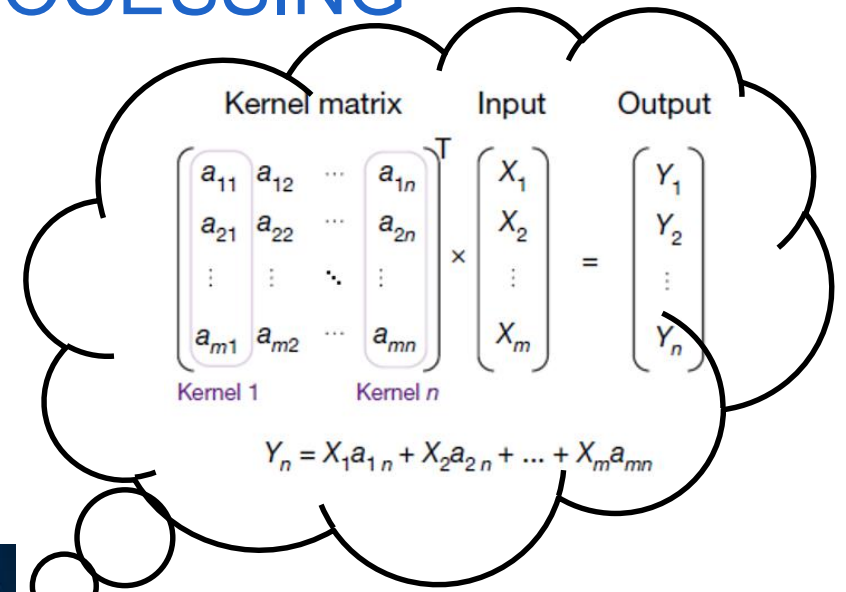 OCESSING
Kernel matrix Input Output
T
a₁₁ a₁₂ ⋯ a₁ₙ X₁ Y₁
a₂₁ a₂₂ ⋯ a₂ₙ X₂ Y₂
× =
⋮ ⋮ ⋱ ⋮ ⋮ ⋮
aₘ₁ aₘ₂ ⋯ aₘₙ Xₘ Yₙ
Kernel 1 Kernel n
Yₙ = X₁a₁ₙ + X₂a₂ₙ + ... + Xₘaₘₙ